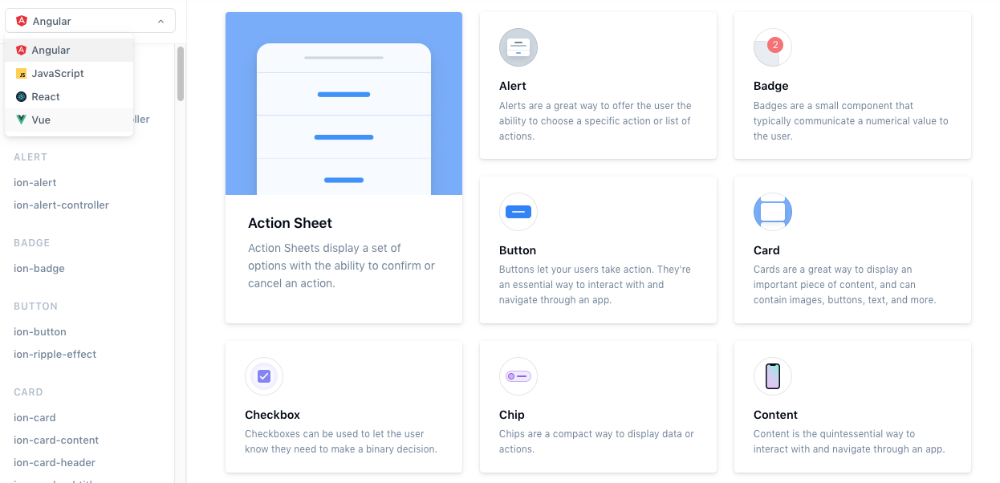 Angular
Angular
JavaScript
React
Vue
ller
ALERT
ion-alert
ion-alert-controller
BADGE
ion-badge
BUTTON
ion-button
ion-ripple-effect
CARD
ion-card
ion-card-content
ion-card-header
Action Sheet
Action Sheets display a set of
options with the ability to confirm or
cancel an action.
Alert
Alerts are a great way to offer the user the
ability to choose a specific action or list of
actions.
2
Badge
Badges are a small component that
typically communicate a numerical value to
the user.
Button
Buttons let your users take action. They're
an essential way to interact with and
navigate through an app.
Card
Cards are a great way to display an
important piece of content, and can
contain images, buttons, text, and more.
Checkbox
Checkboxes can be used to let the user
know they need to make a binary decision.
Chip
Chips are a compact way to display data or
actions.
Content
Content is the quintessential way to
interact with and navigate through an app.